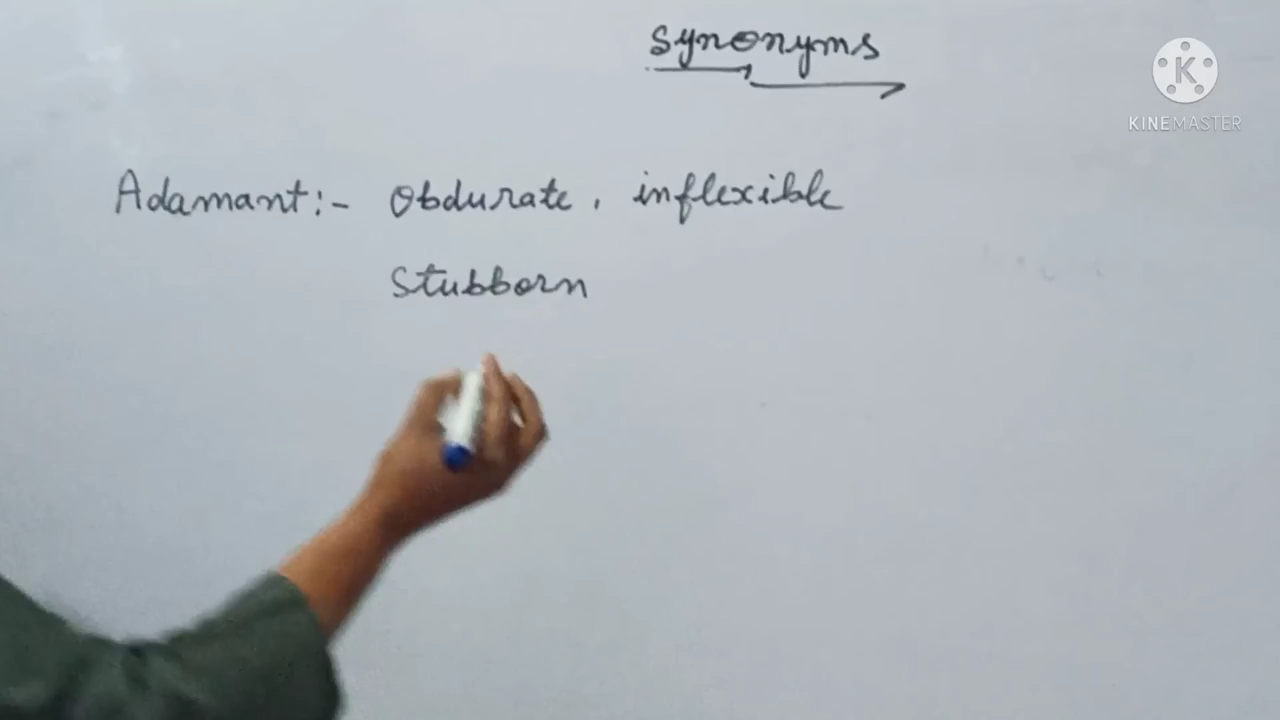 Synonyms
K
KINEMASTER
Adamant:- Obdurate, inflexible
Stubborn